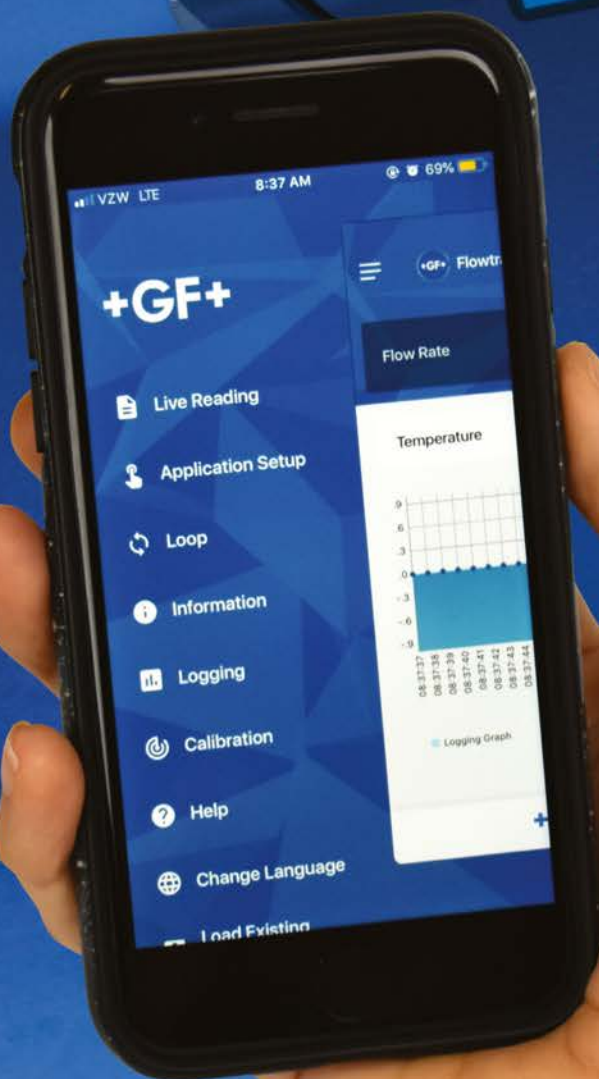 VZW LTE
8:37 AM
69%
+GF+
Live Reading
Application Setup
Loop
Information
Logging
Calibration
Help
Change Language
Load Existing
+GF+ Flowtr
Flow Rate
Temperature
.9
.6
.3
.0
-.3
-.6
-.9
08:37:37
08:37:38
08:37:39
08:37:40
08:37:41
08:37:42
08:37:43
08:37:44
Logging Graph
+